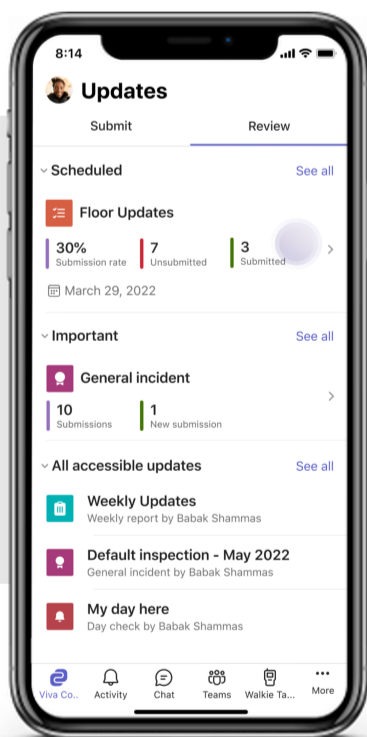 8:14
Updates
Submit
Review
Scheduled
See all
Floor Updates
30%
Submission rate
7
Unsubmitted
3
Submitted
March 29, 2022
Important
See all
General incident
10
Submissions
1
New submission
All accessible updates
See all
Weekly Updates
Weekly report by Babak Shammas
Default inspection - May 2022
General incident by Babak Shammas
My day here
Day check by Babak Shammas
Viva Co..
Activity
Chat
Teams
Walkie Ta...
More